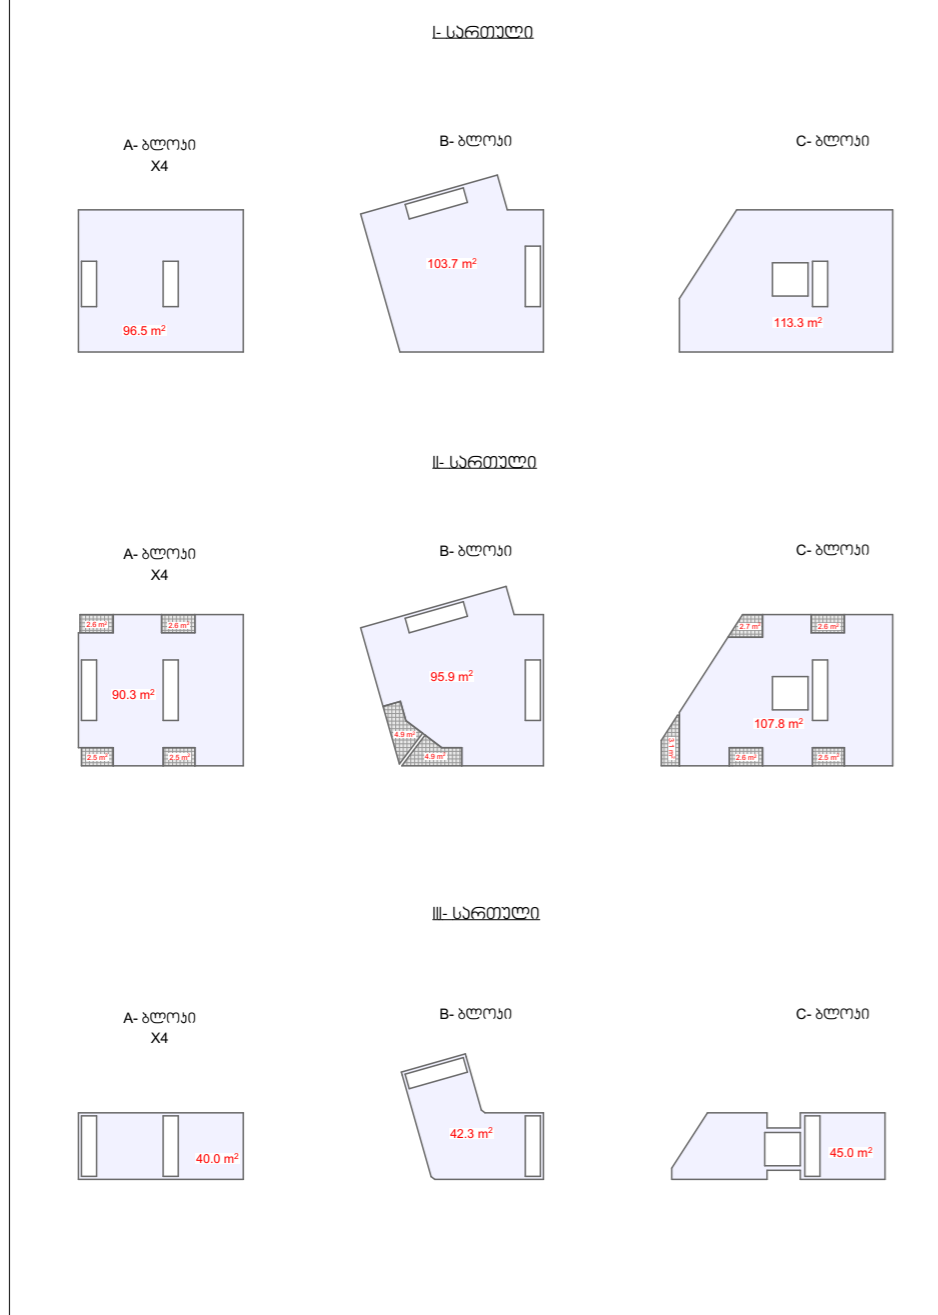 I- სართული
A- ბლოკი
X4
B- ბლოკი
C- ბლოკი
96.5 m²
103.7 m²
113.3 m²
II- სართული
A- ბლოკი
X4
B- ბლოკი
C- ბლოკი
2.6 m²
2.6 m²
90.3 m²
2.5 m²
2.5 m²
95.9 m²
4.9 m²
4.9 m²
2.7 m²
2.6 m²
107.8 m²
3.1 m²
2.6 m²
2.5 m²
III- სართული
A- ბლოკი
X4
B- ბლოკი
C- ბლოკი
40.0 m²
42.3 m²
45.0 m²